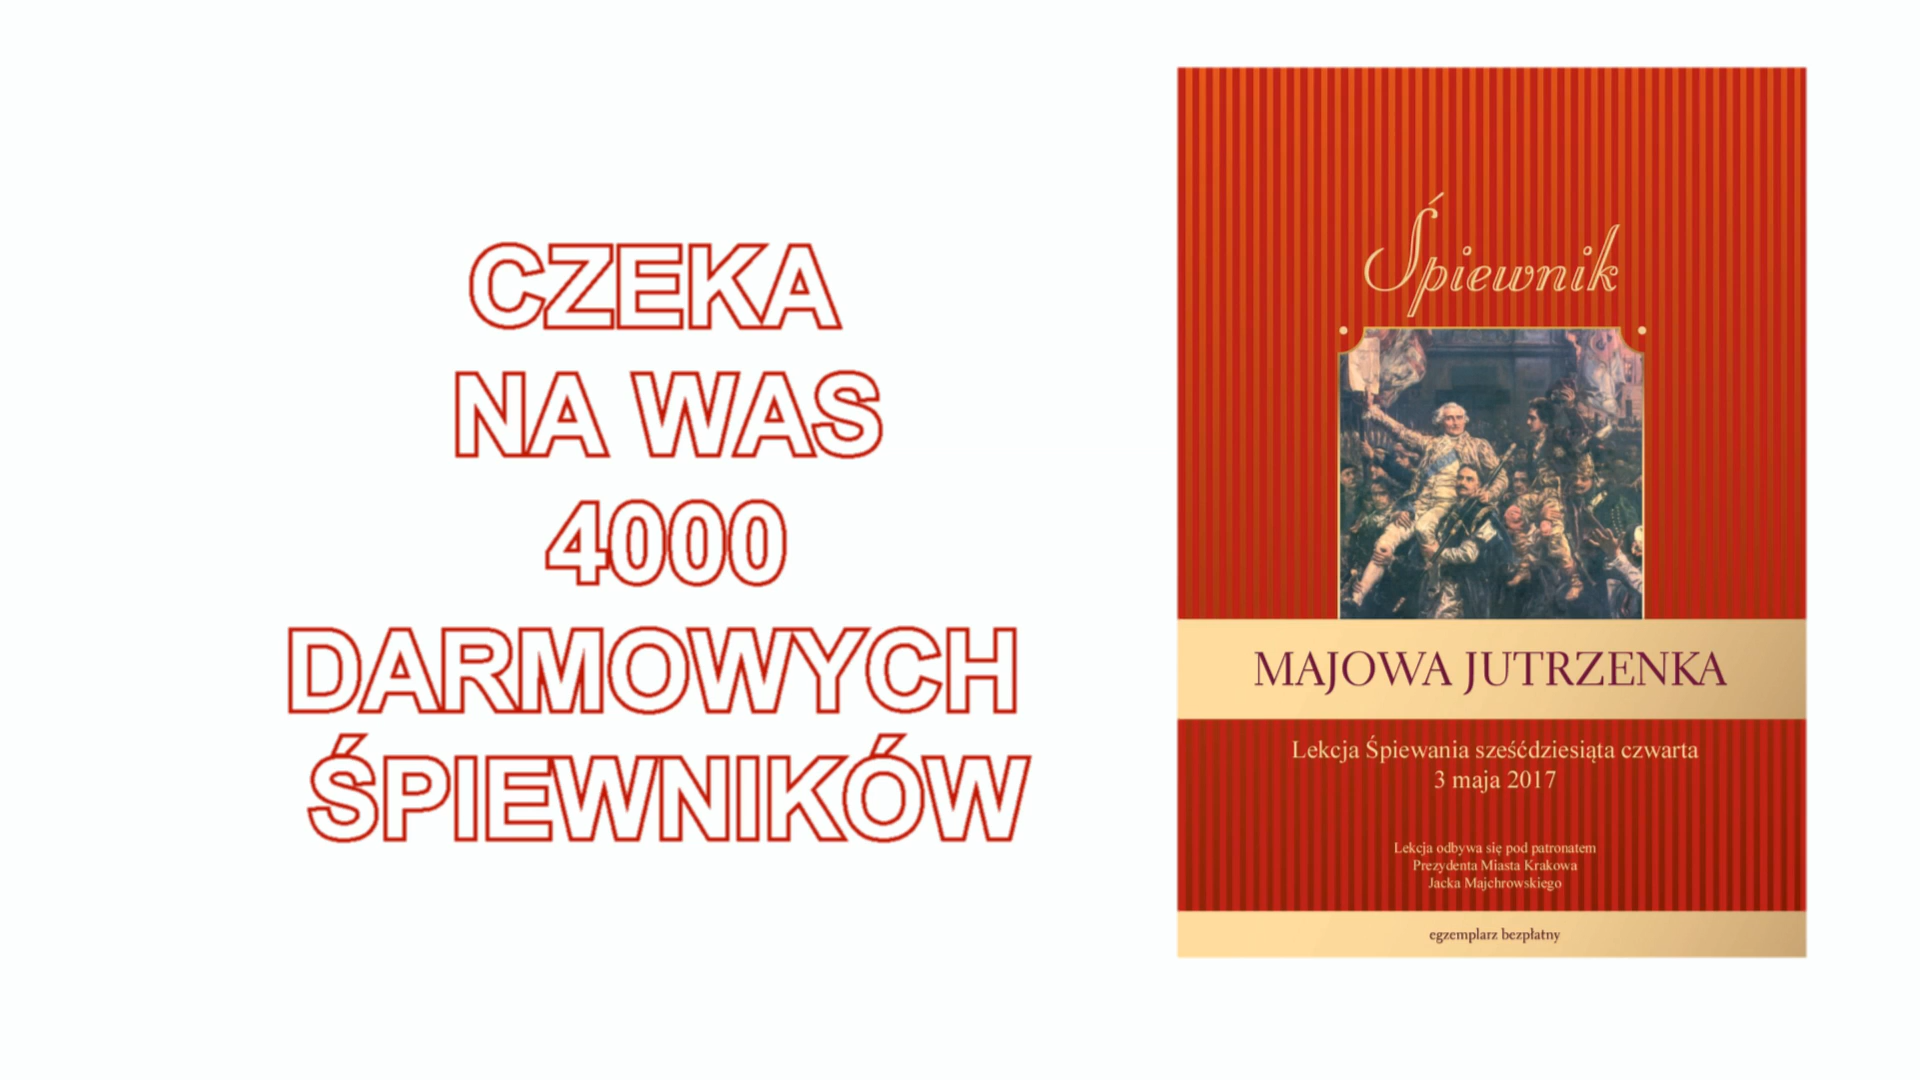 CZEKA
NA WAS
4000
DARMOWYCH
ŚPIEWNIKÓW
Śpiewnik
MAJOWA JUTRZENKA
Lekcja Śpiewania sześćdziesiąta czwarta
3 maja 2017
Lekcja odbywa się pod patronatem
Prezydenta Miasta Krakowa
Jacka Majchrowskiego
egzemplarz bezpłatny